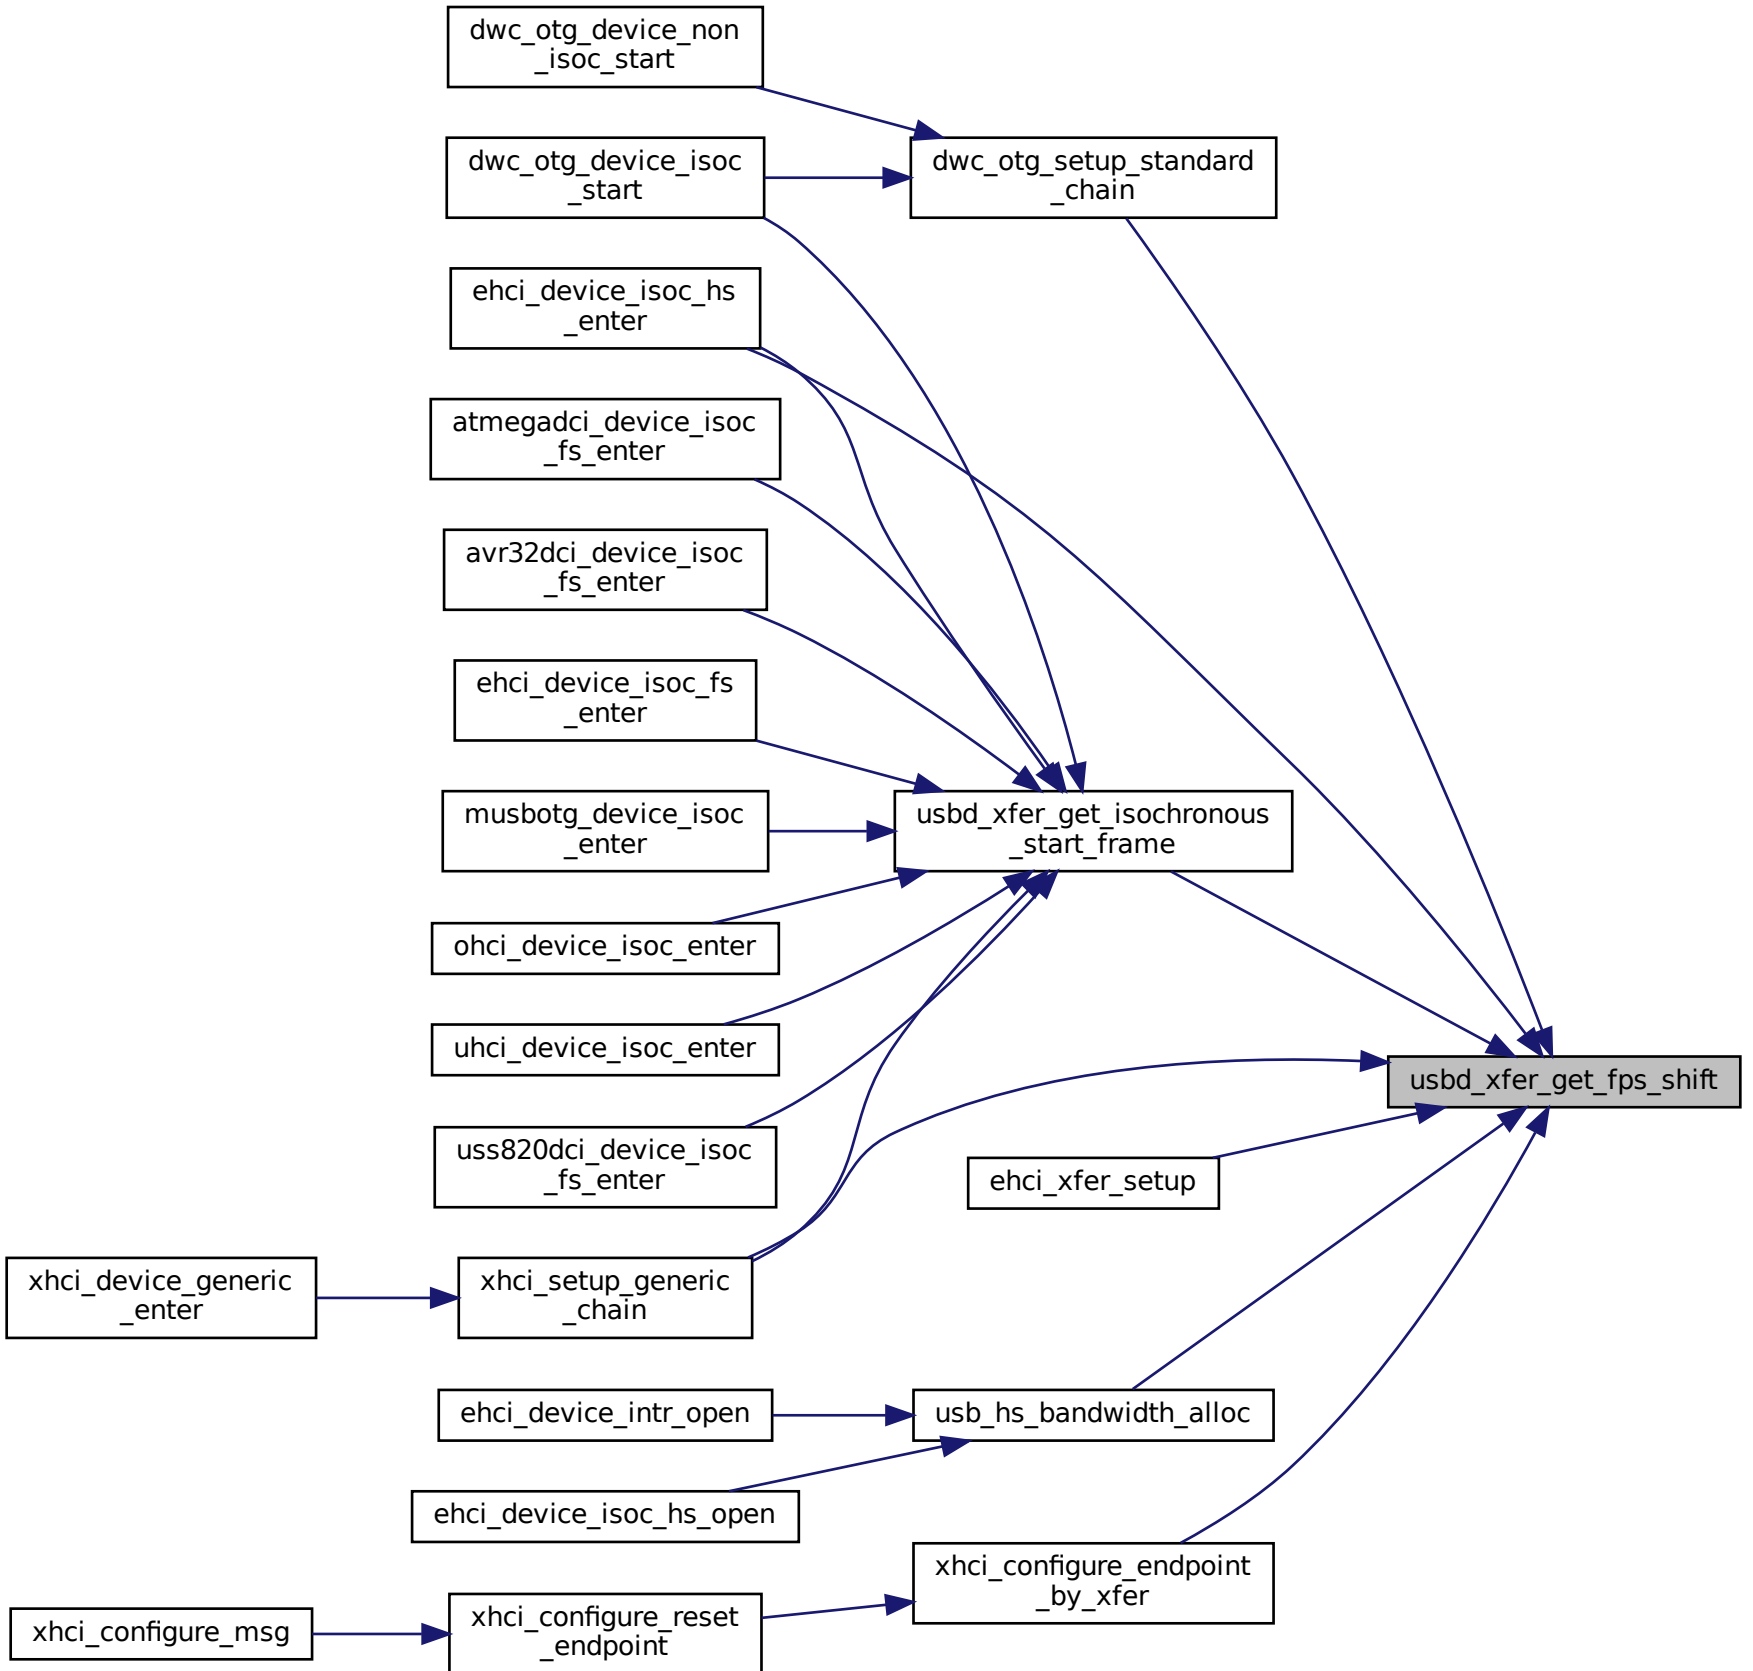 dwc_otg_device_non
_isoc_start
dwc_otg_device_isoc
_start
dwc_otg_setup_standard
_chain
ehci_device_isoc_hs
_enter
atmegadci_device_isoc
_fs_enter
avr32dci_device_isoc
_fs_enter
ehci_device_isoc_fs
_enter
musbotg_device_isoc
_enter
usbd_xfer_get_isochronous
_start_frame
ohci_device_isoc_enter
uhci_device_isoc_enter
usbd_xfer_get_fps_shift
uss820dci_device_isoc
_fs_enter
ehci_xfer_setup
xhci_device_generic
_enter
xhci_setup_generic
_chain
ehci_device_intr_open
usb_hs_bandwidth_alloc
ehci_device_isoc_hs_open
xhci_configure_endpoint
_by_xfer
xhci_configure_msg
xhci_configure_reset
_endpoint